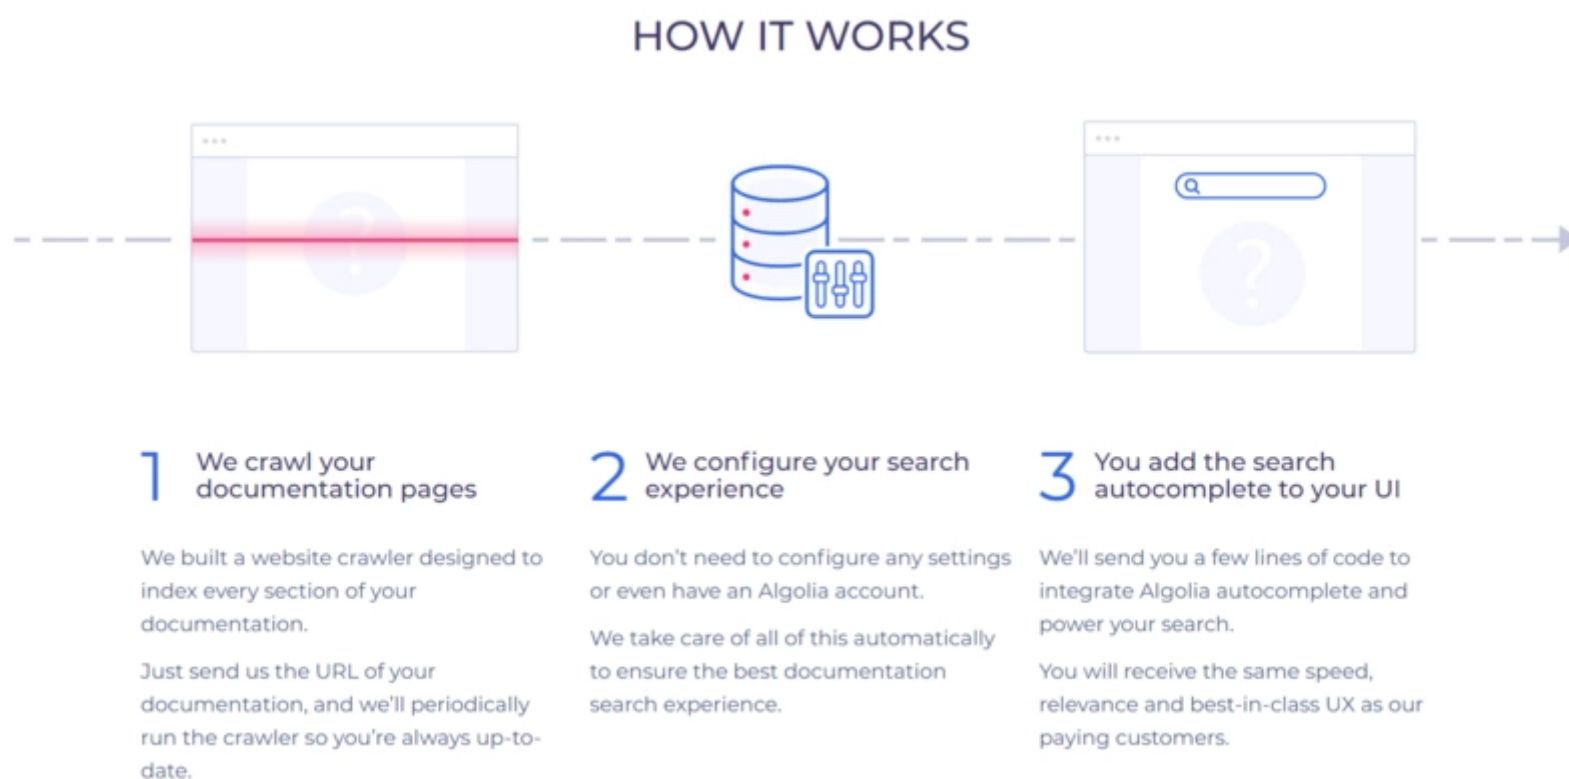 HOW IT WORKS
1
We crawl your
documentation pages
We built a website crawler designed to
index every section of your
documentation.
Just send us the URL of your
documentation, and we'll periodically
run the crawler so you're always up-to-
date.
2
We configure your search
experience
You don't need to configure any settings
or even have an Algolia account.
We take care of all of this automatically
to ensure the best documentation
search experience.
3
You add the search
autocomplete to your UI
We'll send you a few lines of code to
integrate Algolia autocomplete and
power your search.
You will receive the same speed,
relevance and best-in-class UX as our
paying customers.